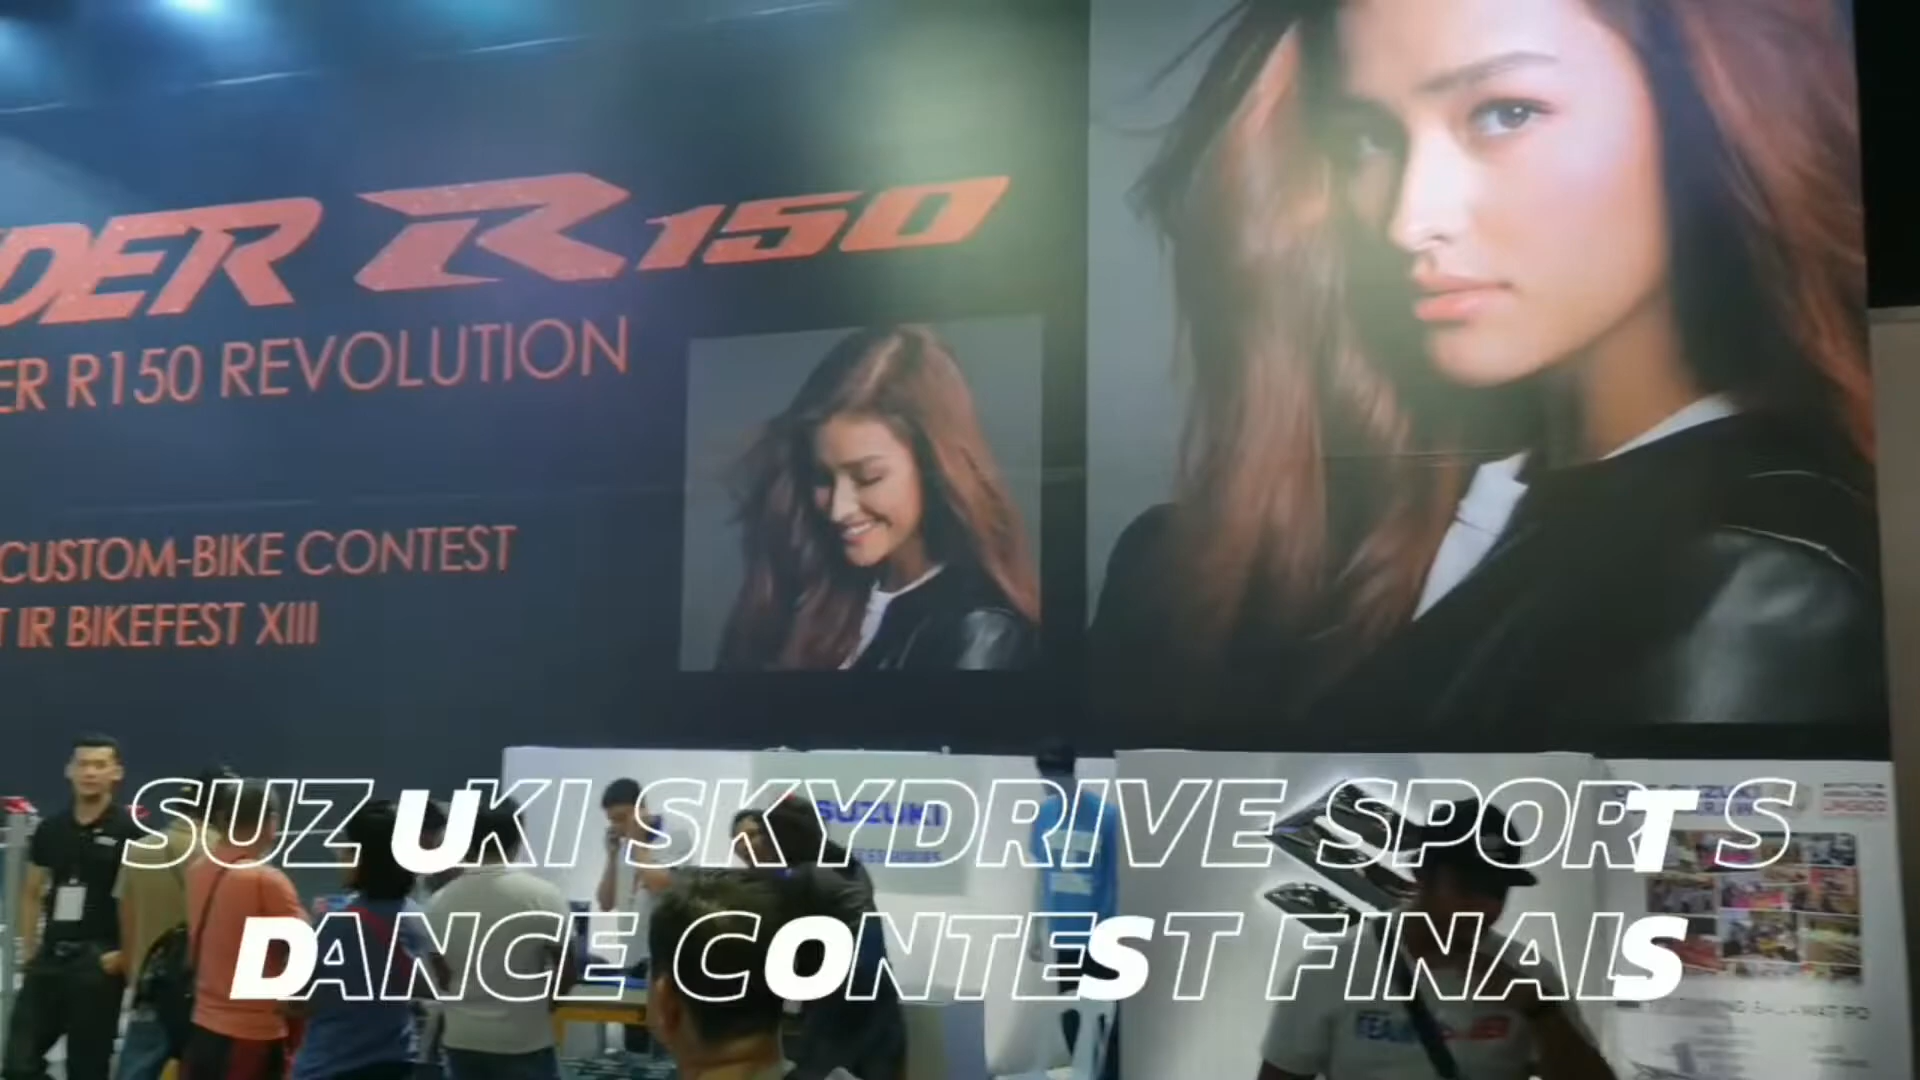 DER R150
ER R150 REVOLUTION
CUSTOM-BIKE CONTEST
T IR BIKEFEST XIII
SUZUKI
SUZUKI SKYDRIVE SPORTS
DANCE CONTEST FINALS